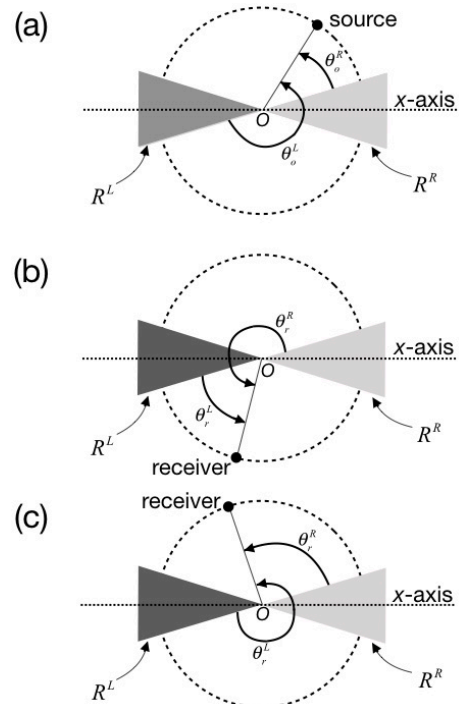 (a)
source
θ_o^R
x-axis
O
θ_o^L
R^L
R^R
(b)
θ_r^R
x-axis
O
θ_r^L
R^L
R^R
receiver
(c)
receiver
θ_r^R
x-axis
O
θ_r^L
R^L
R^R